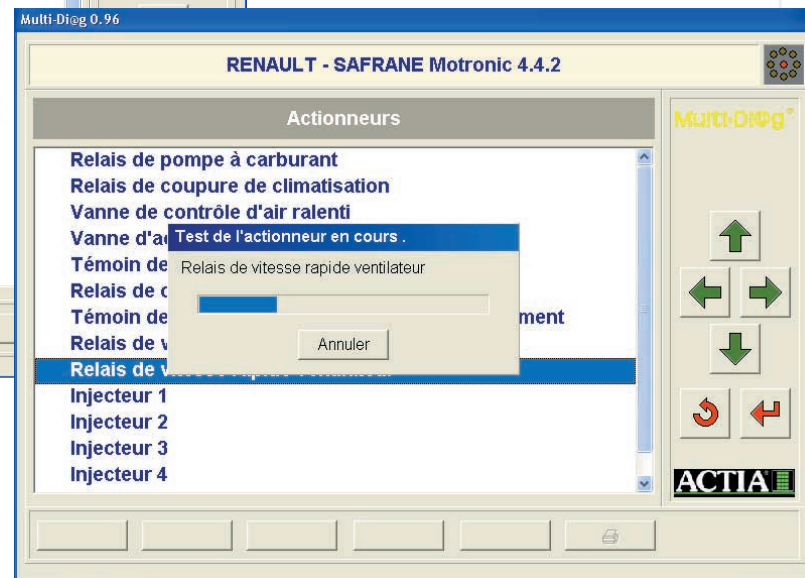 Multi-Di@g 0.96
RENAULT - SAFRANE Motronic 4.4.2
Actionneurs
Multi-Di@g®
Relais de pompe à carburant
Relais de coupure de climatisation
Vanne de contrôle d'air ralenti
Vanne d'a
Témoin de
Relais de c
Témoin de ment
Relais de v
Relais de
Injecteur 1
Injecteur 2
Injecteur 3
Injecteur 4
Test de l'actionneur en cours .
Relais de vitesse rapide ventilateur
Annuler
ACTIA